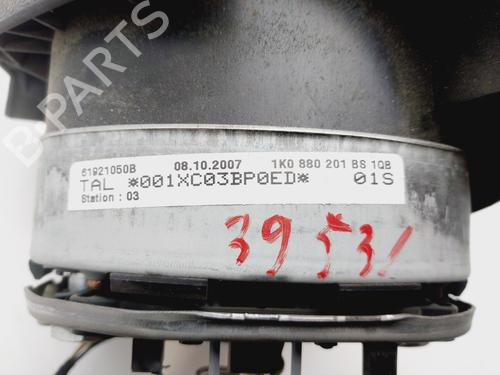 B-PARTS
61921050B 08.10.2007 1K0 880 201 BS 1QB
TAL *001XC03BP0ED* 01S
Station : 03
39531